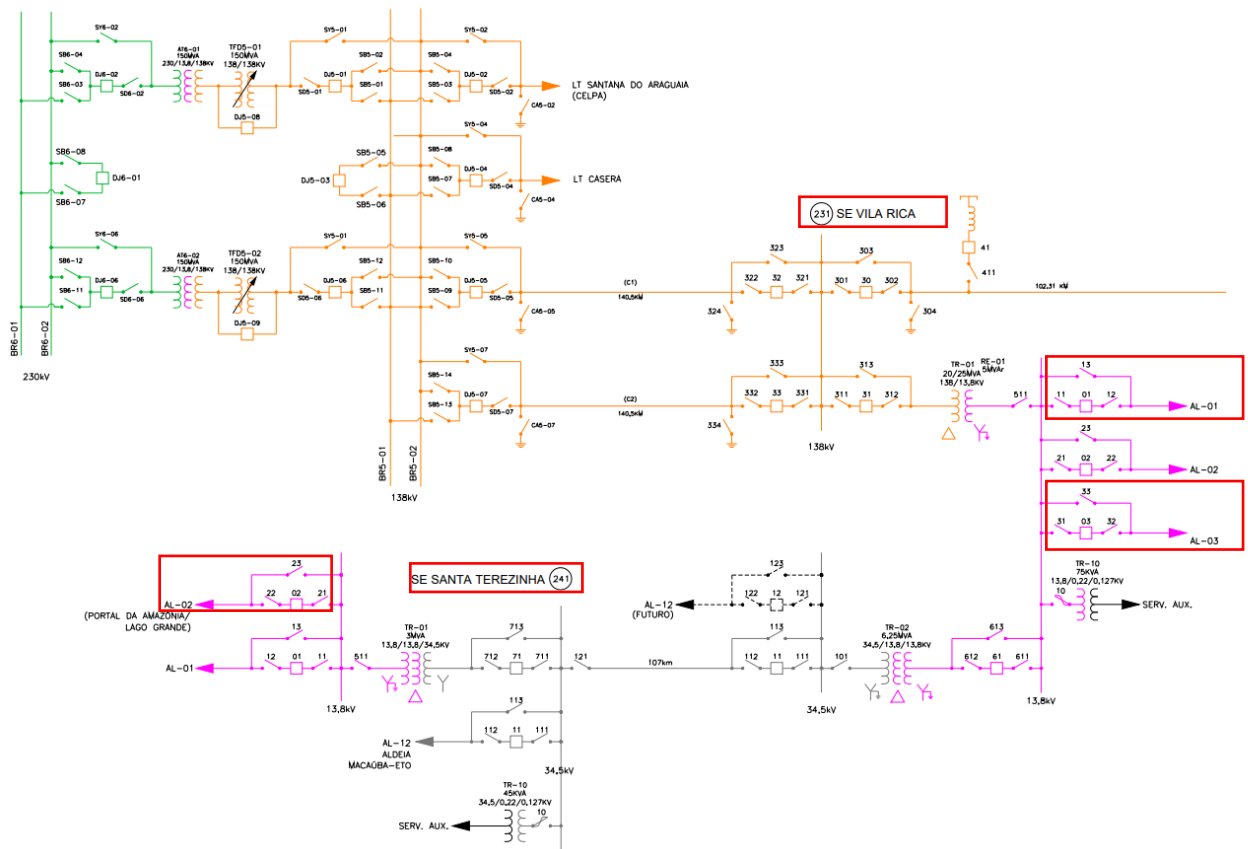 SY6-02
SB6-04
SB6-03
DJ6-02
SD6-02
AT6-01
150MVA
230/13,8/138KV
TFD5-01
150MVA
138/138KV
DJ5-08
SY5-01
SD5-01
DJ5-01
SB5-02
SB5-01
SY5-02
SB5-04
SB5-03
DJ5-02
SD5-02
CA5-02
LT SANTANA DO ARAGUAIA
(CELPA)
SB6-08
DJ6-01
SB6-07
SB5-05
DJ5-03
SB5-06
SY5-04
SB5-08
SB5-07
DJ5-04
SD5-04
CA5-04
LT CASERA
231 SE VILA RICA
SY6-06
SB6-12
SB6-11
DJ6-06
SD6-06
AT6-02
150MVA
230/13,8/138KV
TFD5-02
150MVA
138/138KV
DJ5-09
SY5-01
SD5-06
DJ5-06
SB5-12
SB5-11
SY5-05
SB5-10
SB5-09
DJ5-05
SD5-05
CA5-05
(C1)
140,5KM
323
322
32
321
324
303
301
30
302
304
41
411
102,31 KM
BR6-01
BR6-02
230kV
SY5-07
SB5-14
SB5-13
DJ5-07
SD5-07
CA5-07
(C2)
140,5KM
333
332
33
331
334
313
311
31
312
138kV
TR-01
20/25MVA
138/13,8KV
RE-01
5MVAr
511
13
11
01
12
AL-01
23
21
02
22
AL-02
33
31
03
32
AL-03
BR5-01
BR5-02
138kV
TR-10
75KVA
13,8/0,22/0,127KV
10
SERV. AUX.
23
22
02
21
AL-02
(PORTAL DA AMAZÔNIA/
LAGO GRANDE)
SE SANTA TEREZINHA 241
123
122
12
121
AL-12
(FUTURO)
13
12
01
11
AL-01
511
TR-01
3MVA
13,8/13,8/34,5KV
713
712
71
711
121
107km
113
112
11
111
101
TR-02
6,25MVA
34,5/13,8/13,8KV
613
612
61
611
13,8kV
34,5kV
13,8kV
113
112
11
111
AL-12
ALDEIA
MACAÚBA-ETO
34,5kV
TR-10
45KVA
34,5/0,22/0,127KV
10
SERV. AUX.